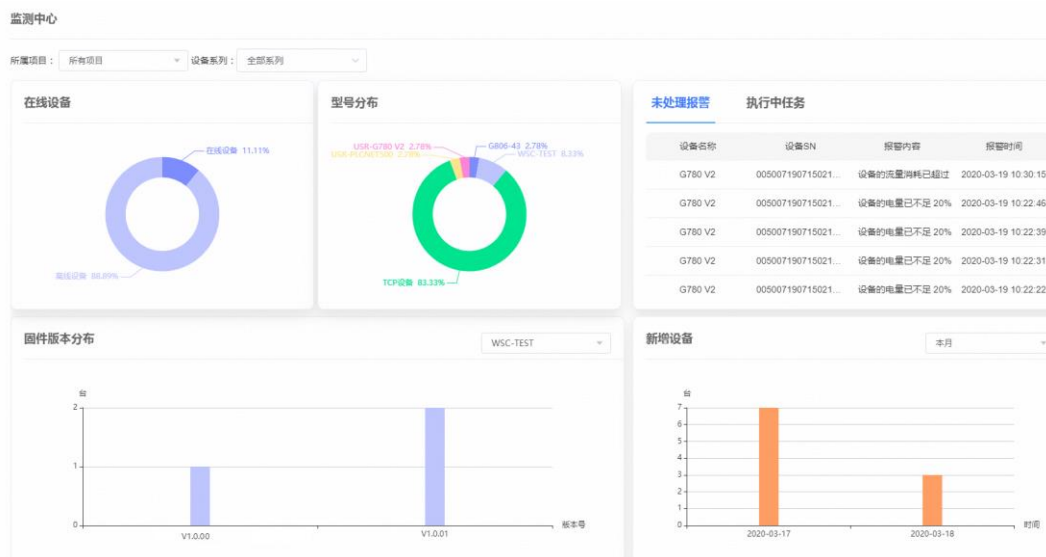 监测中心
所属项目： 所有项目 设备系列： 全部系列
在线设备
在线设备 11.11%
离线设备 88.89%
型号分布
USR-G780 V2 2.78%
USR-PLCNET500 2.78%
G806-43 2.78%
WSC-TEST 8.33%
TCP设备 83.33%
未处理报警 执行中任务
设备名称 设备SN 报警内容 报警时间
G780 V2 005007190715021... 设备的流量消耗已超过 2020-03-19 10:30:15
G780 V2 005007190715021... 设备的电量已不足 20% 2020-03-19 10:22:46
G780 V2 005007190715021... 设备的电量已不足 20% 2020-03-19 10:22:39
G780 V2 005007190715021... 设备的电量已不足 20% 2020-03-19 10:22:31
G780 V2 005007190715021... 设备的电量已不足 20% 2020-03-19 10:22:22
固件版本分布 WSC-TEST
台
2
1
0
V1.0.00 V1.0.01 版本号
新增设备 本月
台
7
6
5
4
3
2
1
0
2020-03-17 2020-03-18 时间